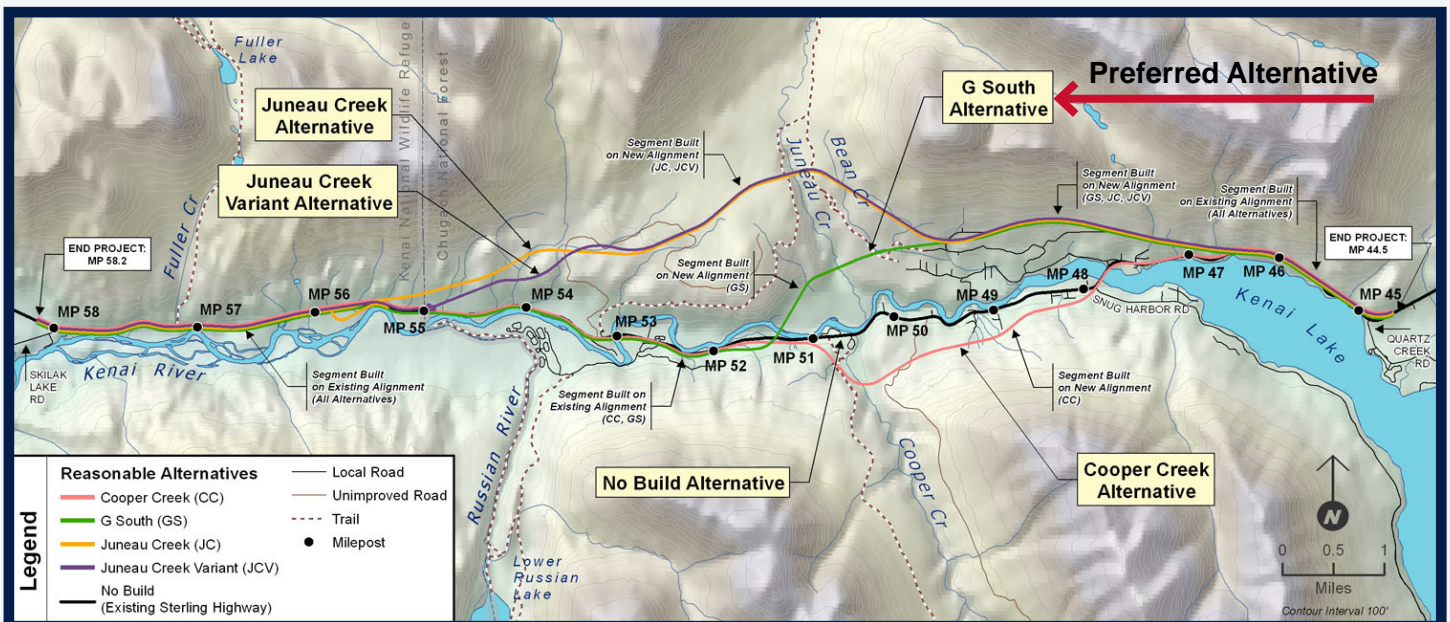 Preferred Alternative
Fuller
Lake
Kenai National Wildlife Refuge
Chugach National Forest
Juneau Creek
Alternative
G South
Alternative
Segment Built
on New Alignment
(JC, JCV)
Juneau Cr
Bean Cr
Segment Built
on New Alignment
(GS, JC, JCV)
Segment Built
on Existing Alignment
(All Alternatives)
Juneau Creek
Variant Alternative
Fuller Cr
END PROJECT:
MP 58.2
END PROJECT:
MP 44.5
Segment Built
on New Alignment
(GS)
MP 58
MP 57
MP 56
MP 55
MP 54
MP 53
MP 52
MP 51
MP 50
MP 49
MP 48
MP 47
MP 46
MP 45
SNUG HARBOR RD
Kenai Lake
QUARTZ
CREEK
RD
SKILAK
LAKE
RD
Kenai River
Segment Built
on Existing Alignment
(All Alternatives)
Segment Built on
Existing Alignment
(CC, GS)
Segment Built
on New Alignment
(CC)
Russian River
No Build Alternative
Cooper Cr
Cooper Creek
Alternative
Lower
Russian
Lake
Legend
Reasonable Alternatives
Cooper Creek (CC)
G South (GS)
Juneau Creek (JC)
Juneau Creek Variant (JCV)
No Build
(Existing Sterling Highway)
Local Road
Unimproved Road
Trail
Milepost
N
0 0.5 1
Miles
Contour Interval 100'